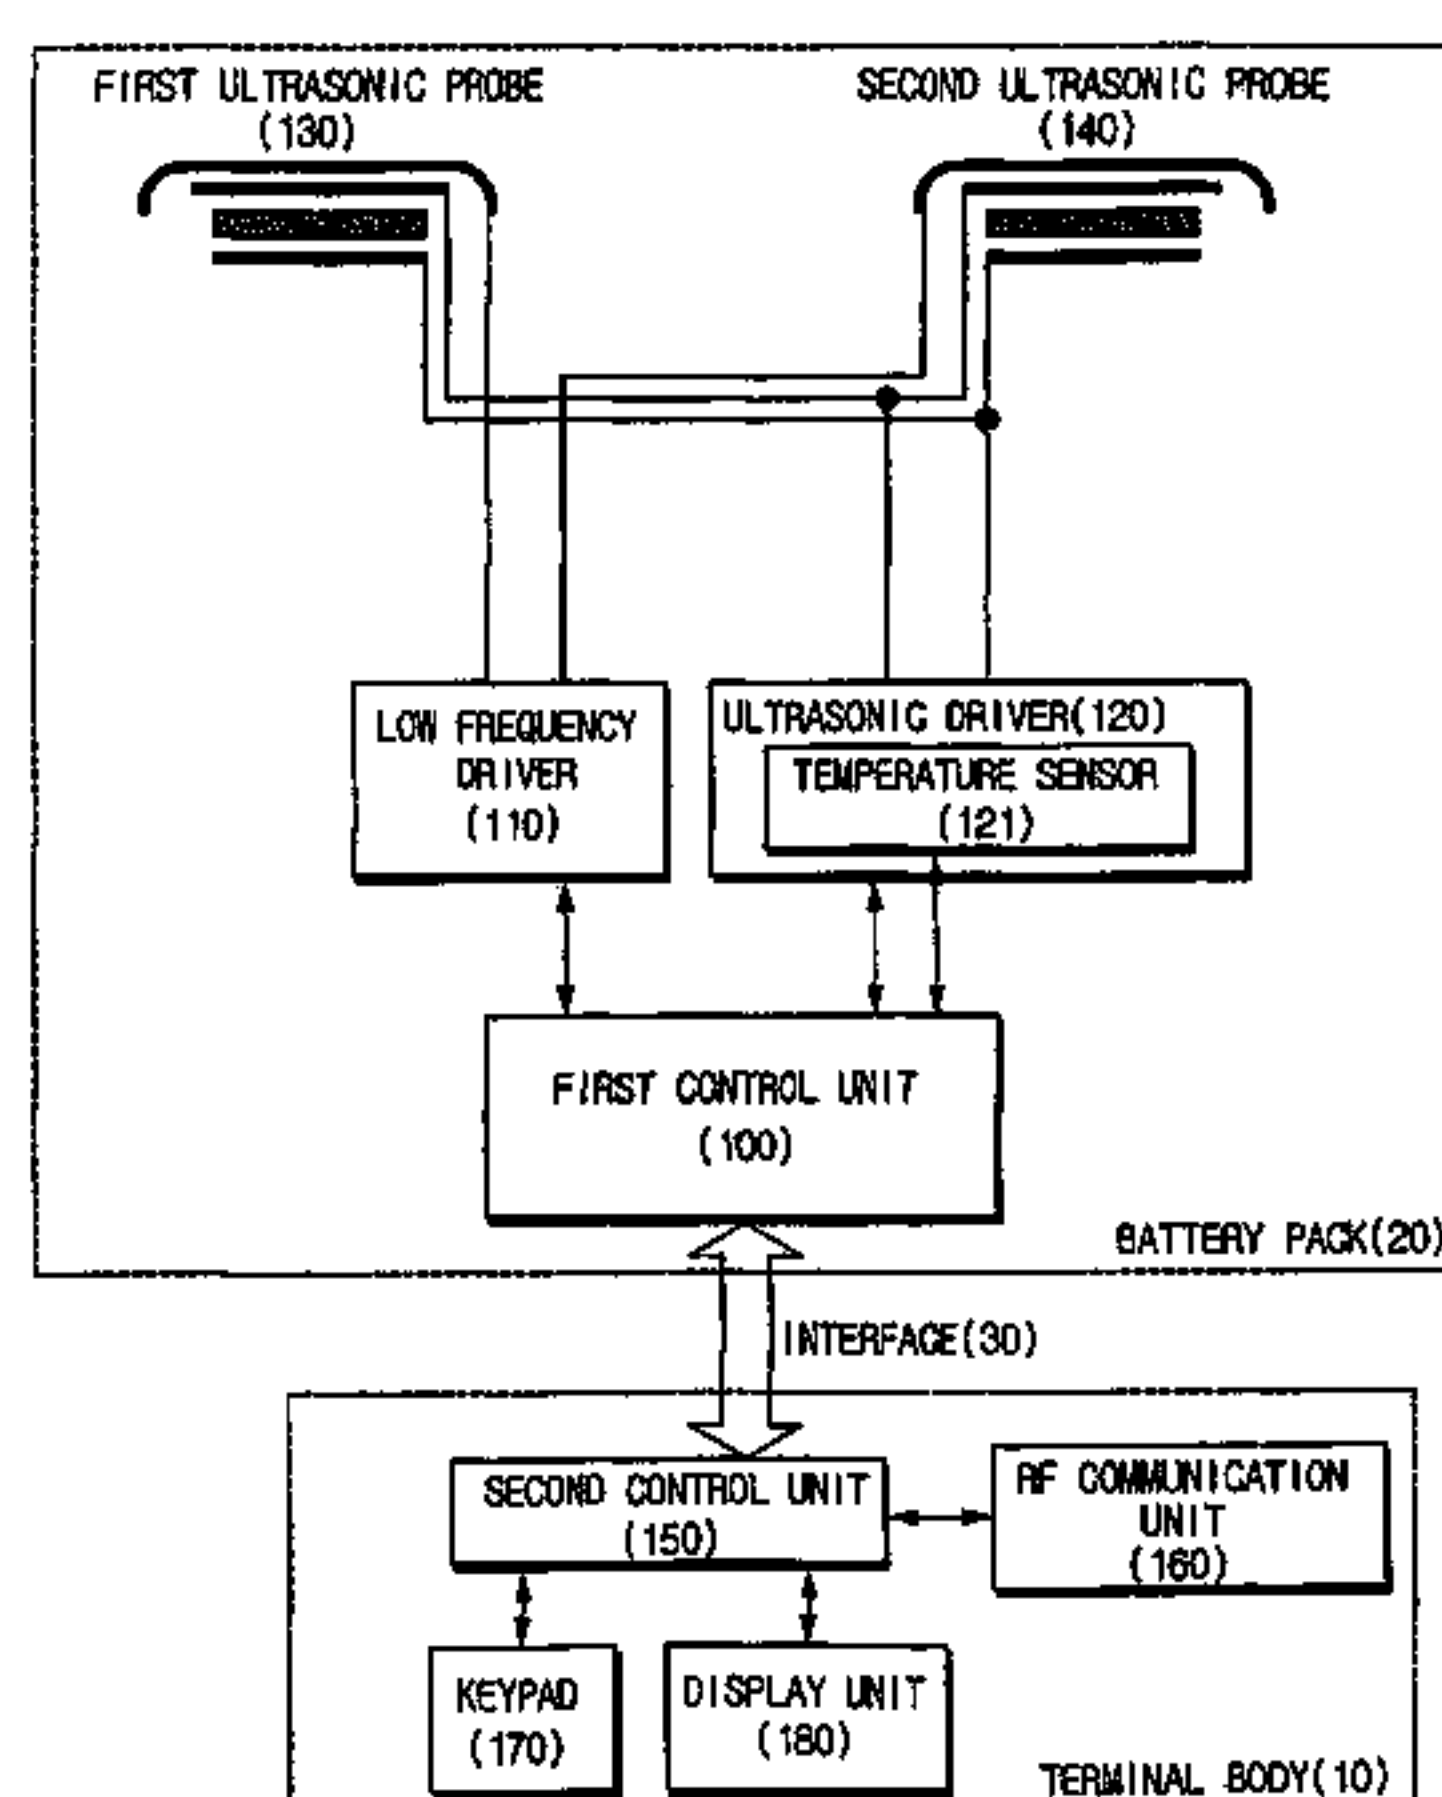 FIRST ULTRASONIC PROBE
(130)
SECOND ULTRASONIC PROBE
(140)
LOW FREQUENCY
DRIVER
(110)
ULTRASONIC DRIVER(120)
TEMPERATURE SENSOR
(121)
FIRST CONTROL UNIT
(100)
BATTERY PACK(20)
INTERFACE(30)
SECOND CONTROL UNIT
(150)
RF COMMUNICATION
UNIT
(160)
KEYPAD
(170)
DISPLAY UNIT
(180)
TERMINAL BODY(10)